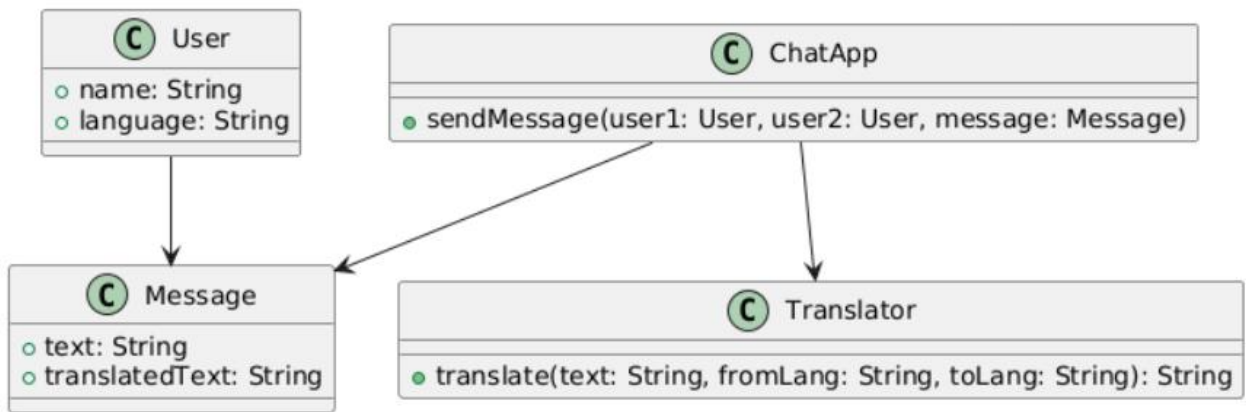 C User
name: String
language: String
C ChatApp
sendMessage(user1: User, user2: User, message: Message)
C Message
text: String
translatedText: String
C Translator
translate(text: String, fromLang: String, toLang: String): String